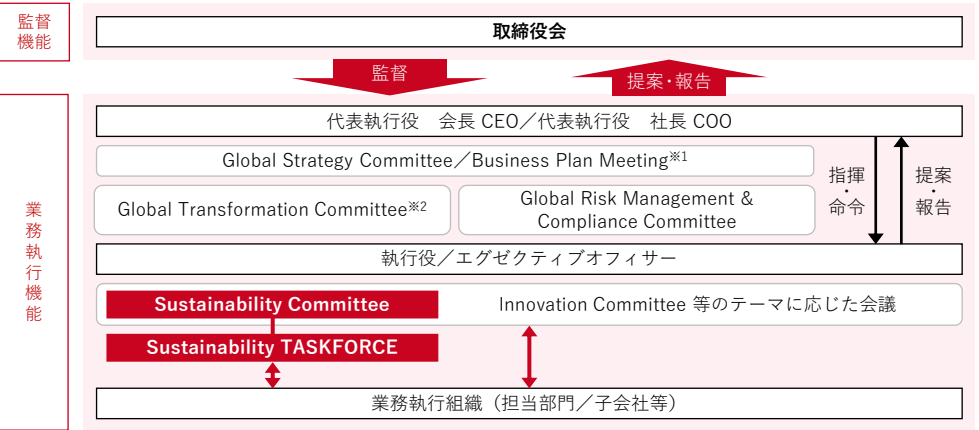 監督
機能
取締役会
監督
提案・報告
業務執行機能
代表執行役　会長 CEO／代表執行役　社長 COO
Global Strategy Committee／Business Plan Meeting※1
Global Transformation Committee※2
Global Risk Management &
Compliance Committee
指揮・命令
提案・報告
執行役／エグゼクティブオフィサー
Sustainability Committee
Innovation Committee 等のテーマに応じた会議
Sustainability TASKFORCE
業務執行組織（担当部門／子会社等）